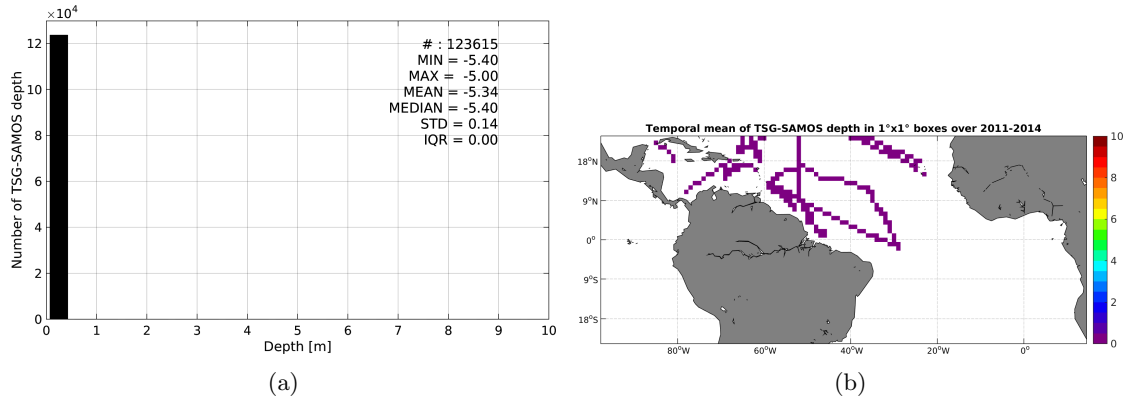 ×10⁴
12
10
8
6
4
2
0
Number of TSG-SAMOS depth
# : 123615
MIN = -5.40
MAX = -5.00
MEAN = -5.34
MEDIAN = -5.40
STD = 0.14
IQR = 0.00
0 1 2 3 4 5 6 7 8 9 10
Depth [m]
(a)
Temporal mean of TSG-SAMOS depth in 1°x1° boxes over 2011-2014
18°N
9°N
0°
9°S
18°S
80°W 60°W 40°W 20°W 0°
10
8
6
4
2
0
(b)